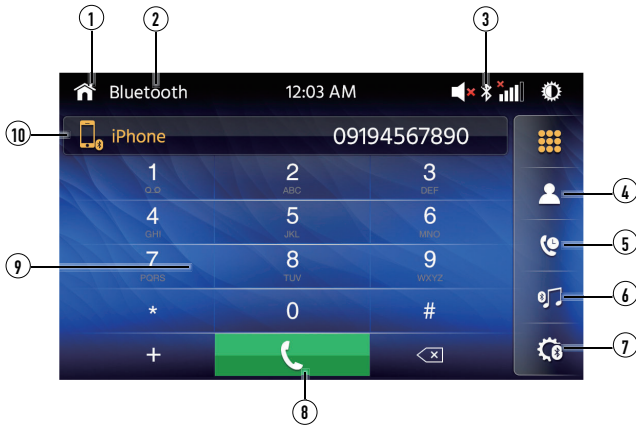 1 2 3
Bluetooth 12:03 AM
10 iPhone 09194567890
1 2 3
Q.D ABC DEF
4
4 5 6
GHI JKL MNO
5
7 8 9
9 PQRS TUV WXYZ
6
* 0 #
+ 7
8